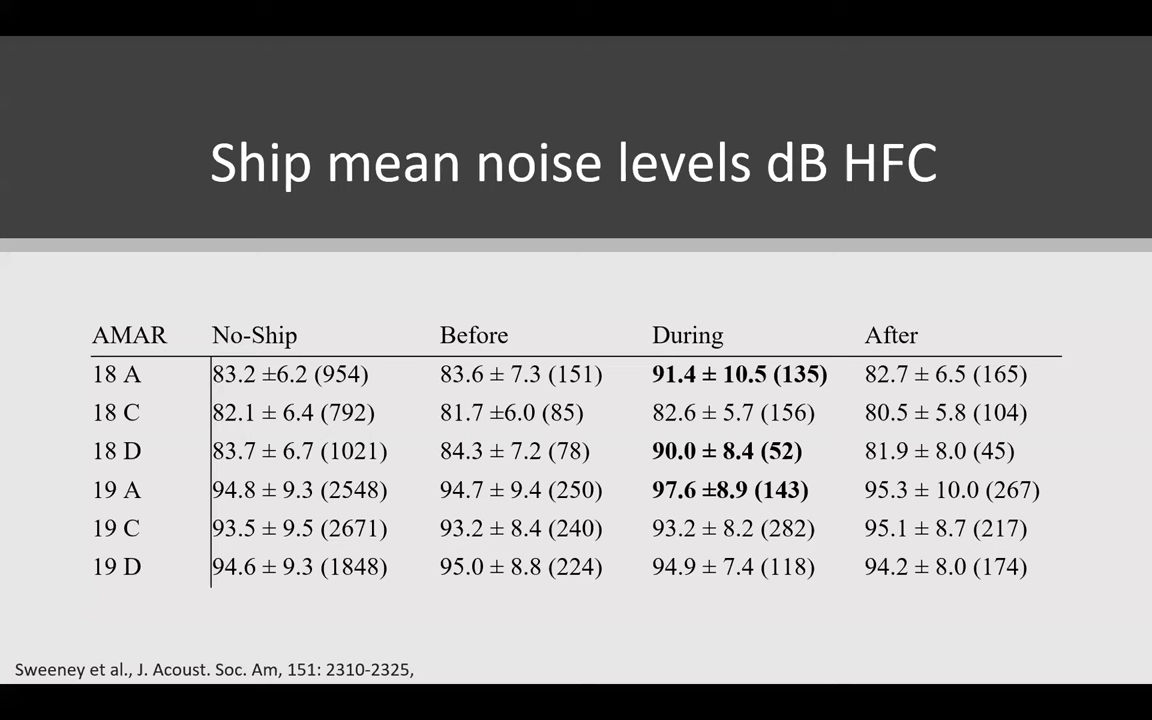 Ship mean noise levels dB HFC
AMAR No-Ship Before During After
18 A 83.2 ±6.2 (954) 83.6 ± 7.3 (151) 91.4 ± 10.5 (135) 82.7 ± 6.5 (165)
18 C 82.1 ± 6.4 (792) 81.7 ±6.0 (85) 82.6 ± 5.7 (156) 80.5 ± 5.8 (104)
18 D 83.7 ± 6.7 (1021) 84.3 ± 7.2 (78) 90.0 ± 8.4 (52) 81.9 ± 8.0 (45)
19 A 94.8 ± 9.3 (2548) 94.7 ± 9.4 (250) 97.6 ±8.9 (143) 95.3 ± 10.0 (267)
19 C 93.5 ± 9.5 (2671) 93.2 ± 8.4 (240) 93.2 ± 8.2 (282) 95.1 ± 8.7 (217)
19 D 94.6 ± 9.3 (1848) 95.0 ± 8.8 (224) 94.9 ± 7.4 (118) 94.2 ± 8.0 (174)
Sweeney et al., J. Acoust. Soc. Am, 151: 2310-2325,